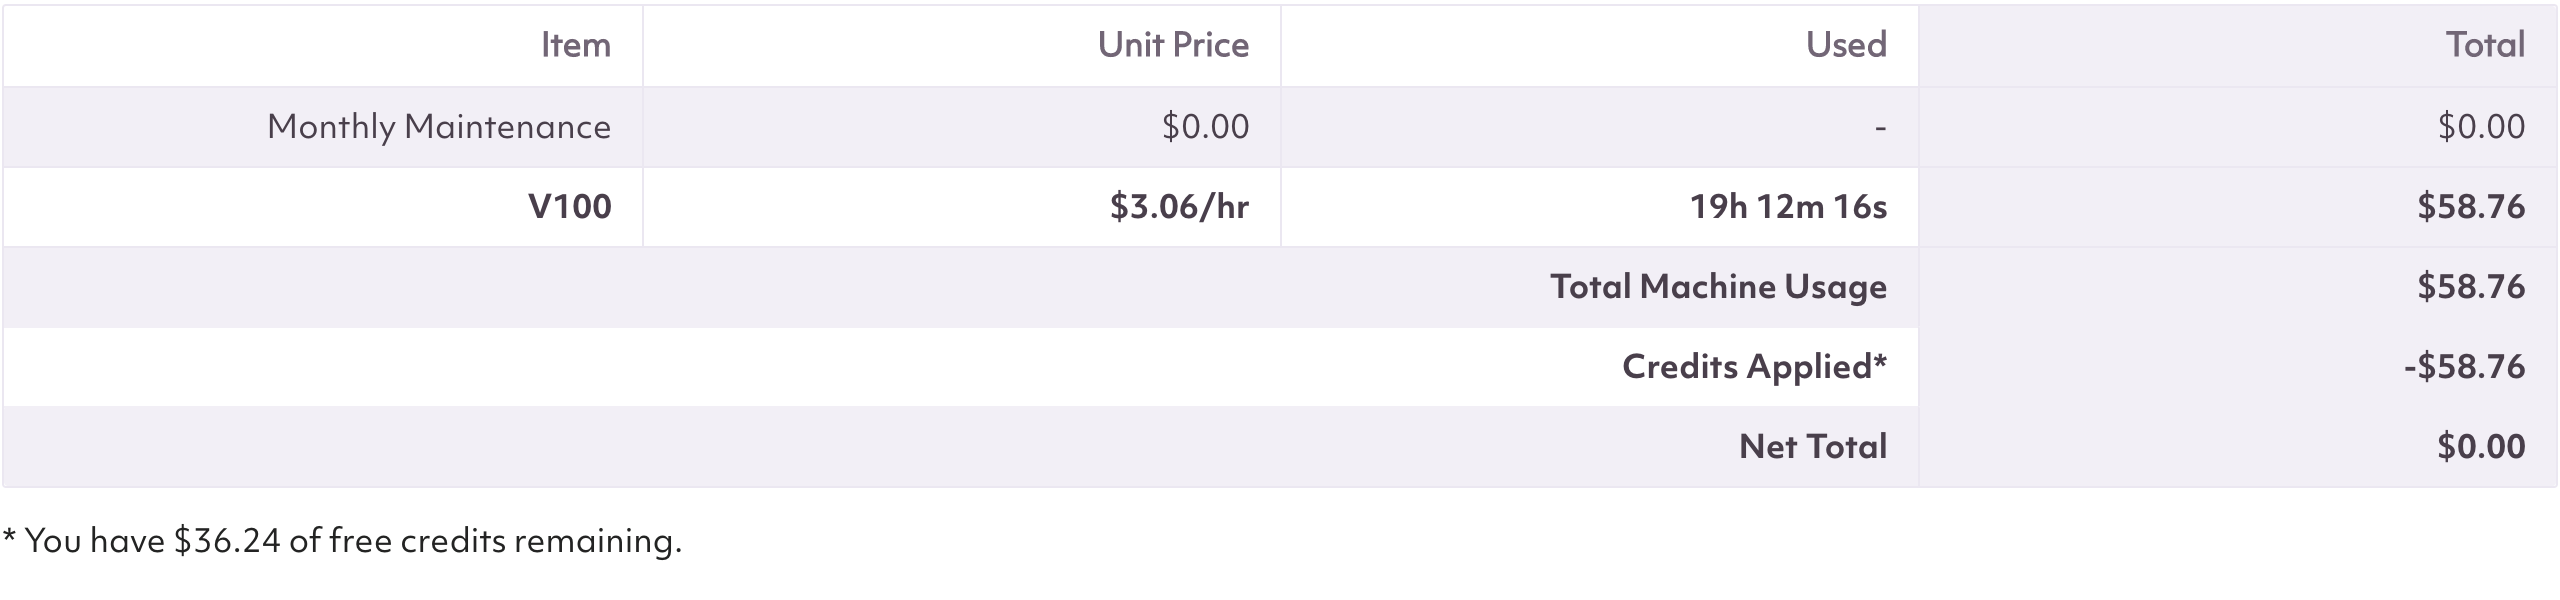 Item Unit Price Used Total
Monthly Maintenance $0.00 - $0.00
V100 $3.06/hr 19h 12m 16s $58.76
Total Machine Usage $58.76
Credits Applied* -$58.76
Net Total $0.00
* You have $36.24 of free credits remaining.